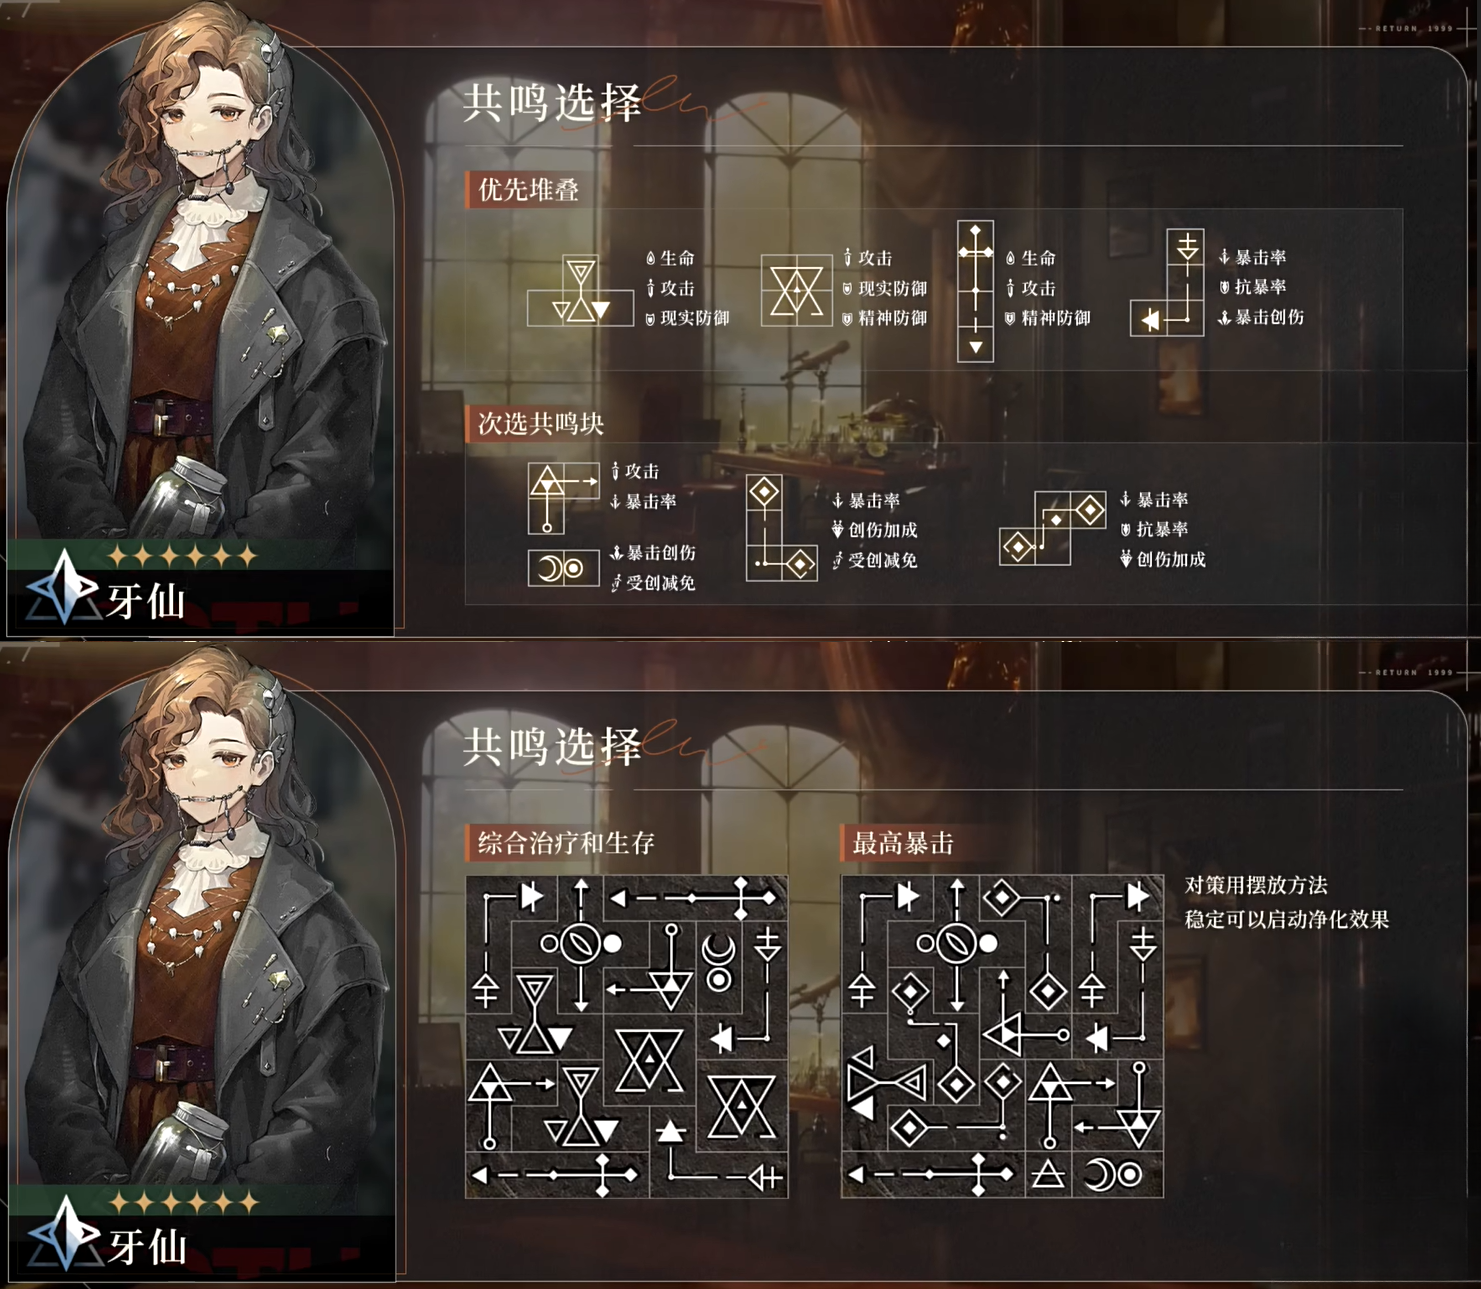 RETURN 1999
共鸣选择
优先堆叠
生命
攻击
现实防御
攻击
现实防御
精神防御
生命
攻击
精神防御
暴击率
抗暴率
暴击创伤
次选共鸣块
攻击
暴击率
暴击创伤
受创减免
暴击率
创伤加成
受创减免
暴击率
抗暴率
创伤加成
牙仙
RETURN 1999
共鸣选择
综合治疗和生存
最高暴击
对策用摆放方法
稳定可以启动净化效果
牙仙